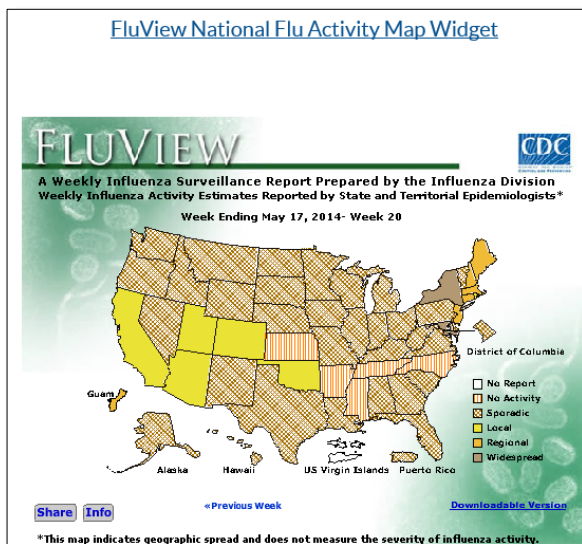 FluView National Flu Activity Map Widget
FLUVIEW
CDC
A Weekly Influenza Surveillance Report Prepared by the Influenza Division
Weekly Influenza Activity Estimates Reported by State and Territorial Epidemiologists*
Week Ending May 17, 2014- Week 20
District of Columbia
No Report
No Activity
Sporadic
Local
Regional
Widespread
Guam
Alaska
Hawaii
US Virgin Islands
Puerto Rico
Share
Info
«Previous Week
Downloadable Version
*This map indicates geographic spread and does not measure the severity of influenza activity.